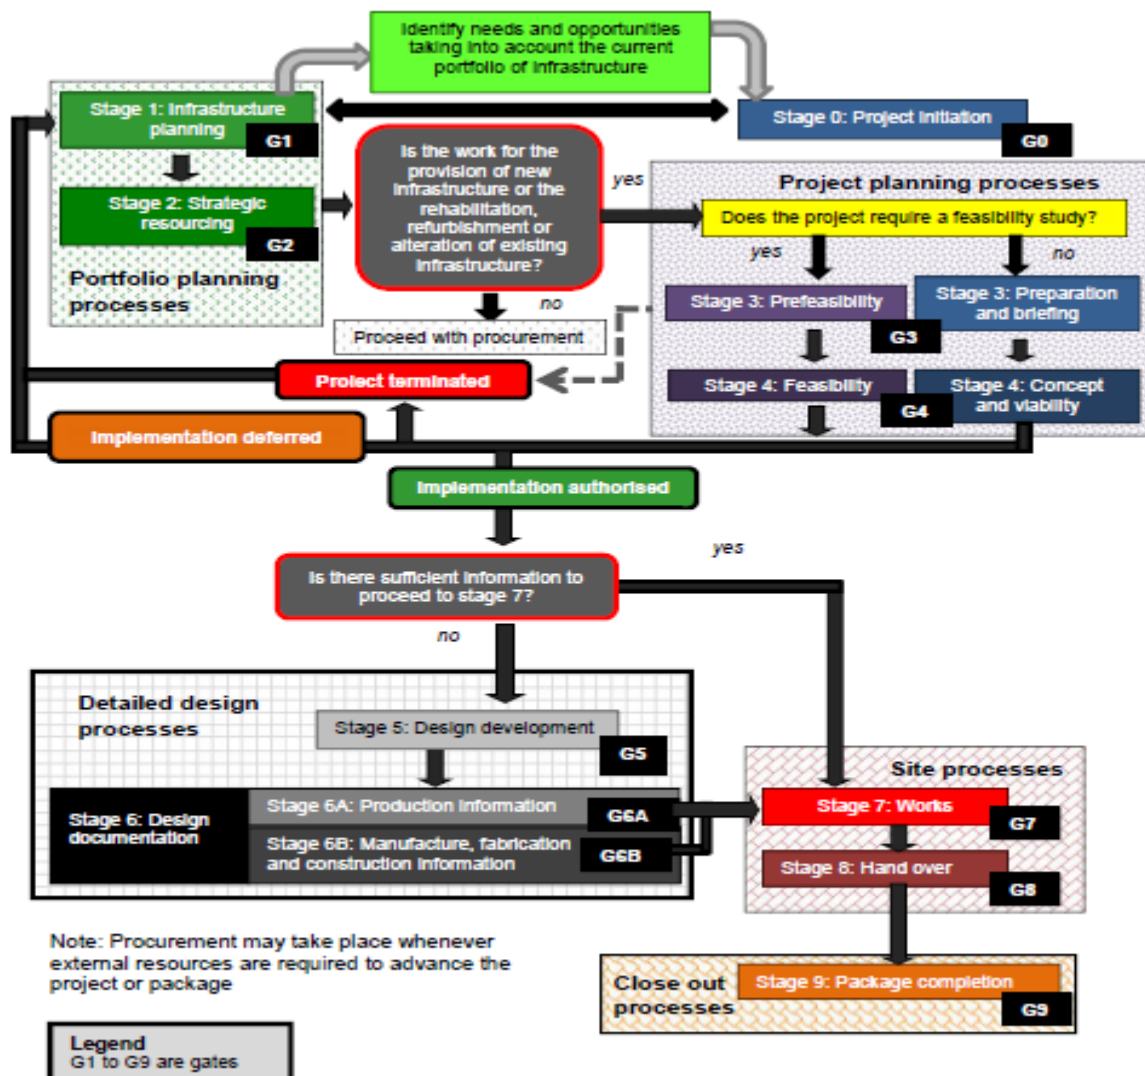 Identify needs and opportunities
taking into account the current
portfolio of infrastructure
Stage 1: Infrastructure
planning
G1
Stage 0: Project initiation
G0
Stage 2: Strategic
resourcing
G2
Portfolio planning
processes
Is the work for the
provision of new
infrastructure or the
rehabilitation,
refurbishment or
alteration of existing
infrastructure?
yes
no
Proceed with procurement
Project planning processes
Does the project require a feasibility study?
yes
no
Stage 3: Prefeasibility
G3
Stage 3: Preparation
and briefing
Stage 4: Feasibility
G4
Stage 4: Concept
and viability
Project terminated
Implementation deferred
Implementation authorised
Is there sufficient information to
proceed to stage 7?
yes
no
Detailed design
processes
Stage 5: Design development
G5
Stage 6: Design
documentation
Stage 6A: Production information
G6A
Stage 6B: Manufacture, fabrication
and construction information
G6B
Site processes
Stage 7: Works
G7
Stage 8: Hand over
G8
Note: Procurement may take place whenever
external resources are required to advance the
project or package
Close out
processes
Stage 9: Package completion
G9
Legend
G1 to G9 are gates